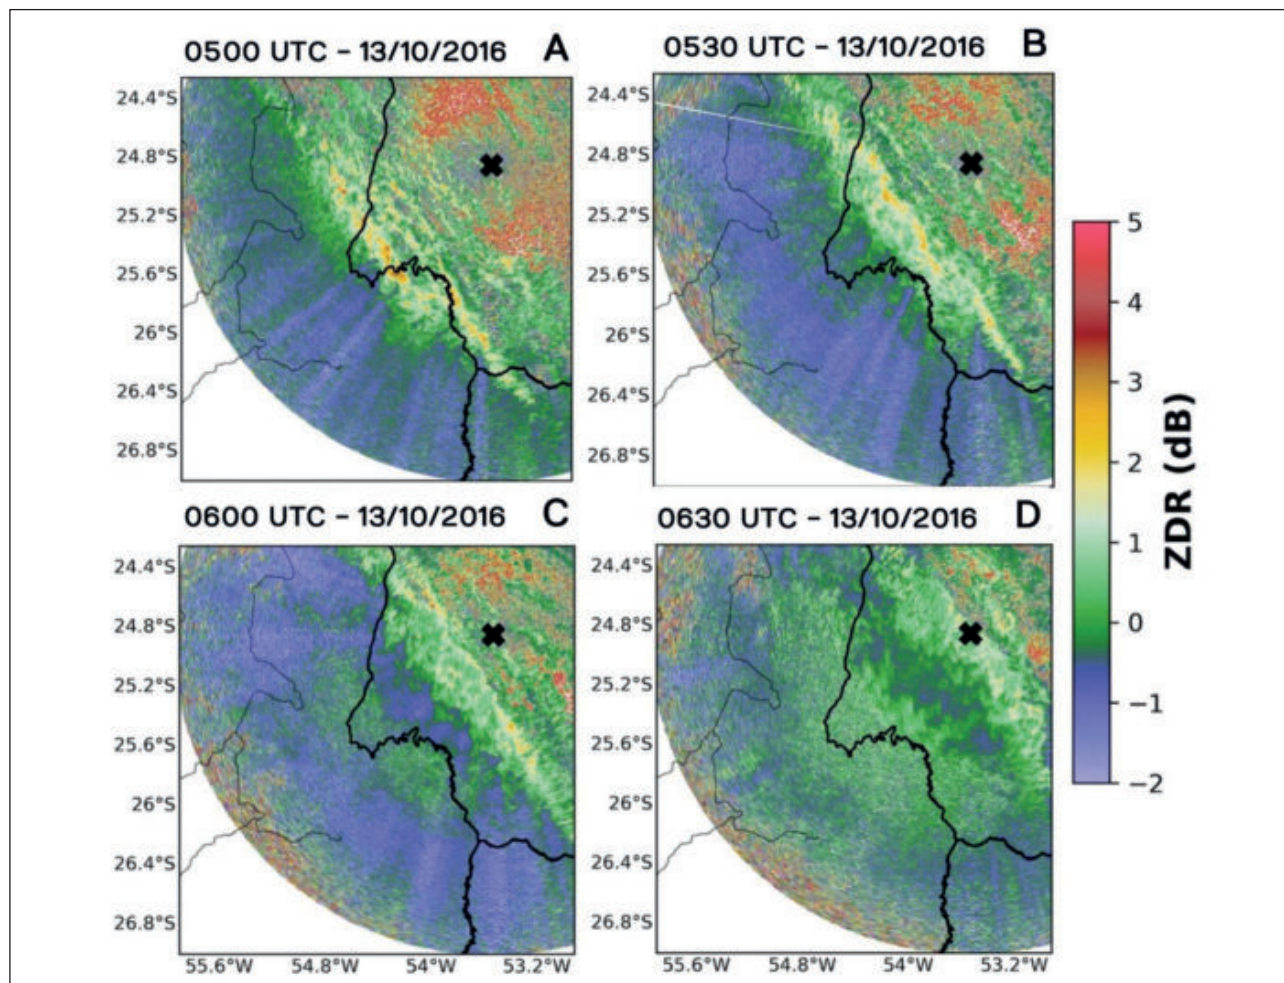 0500 UTC – 13/10/2016 A
0530 UTC – 13/10/2016 B
24.4°S
24.8°S
25.2°S
25.6°S
26°S
26.4°S
26.8°S
24.4°S
24.8°S
25.2°S
25.6°S
26°S
26.4°S
26.8°S
0600 UTC – 13/10/2016 C
0630 UTC – 13/10/2016 D
24.4°S
24.8°S
25.2°S
25.6°S
26°S
26.4°S
26.8°S
55.6°W 54.8°W 54°W 53.2°W
24.4°S
24.8°S
25.2°S
25.6°S
26°S
26.4°S
26.8°S
55.6°W 54.8°W 54°W 53.2°W
5
4
3
2
1
0
−1
−2
ZDR (dB)